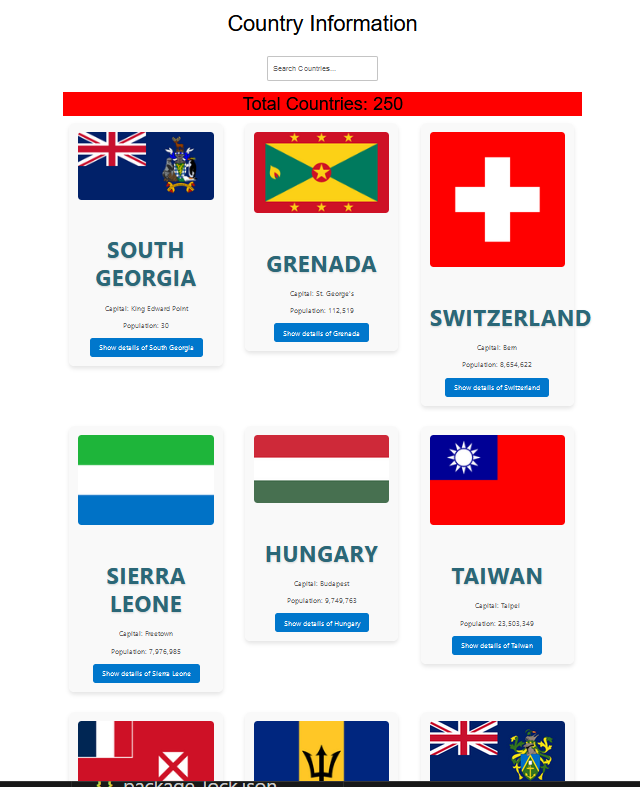 Country Information
Search Countries...
Total Countries: 250
SOUTH
GEORGIA
Capital: King Edward Point
Population: 30
Show details of South Georgia
GRENADA
Capital: St. George's
Population: 112,519
Show details of Grenada
SWITZERLAND
Capital: Bern
Population: 8,654,622
Show details of Switzerland
SIERRA
LEONE
Capital: Freetown
Population: 7,976,985
Show details of Sierra Leone
HUNGARY
Capital: Budapest
Population: 9,749,763
Show details of Hungary
TAIWAN
Capital: Taipei
Population: 23,503,349
Show details of Taiwan
package-lock.json